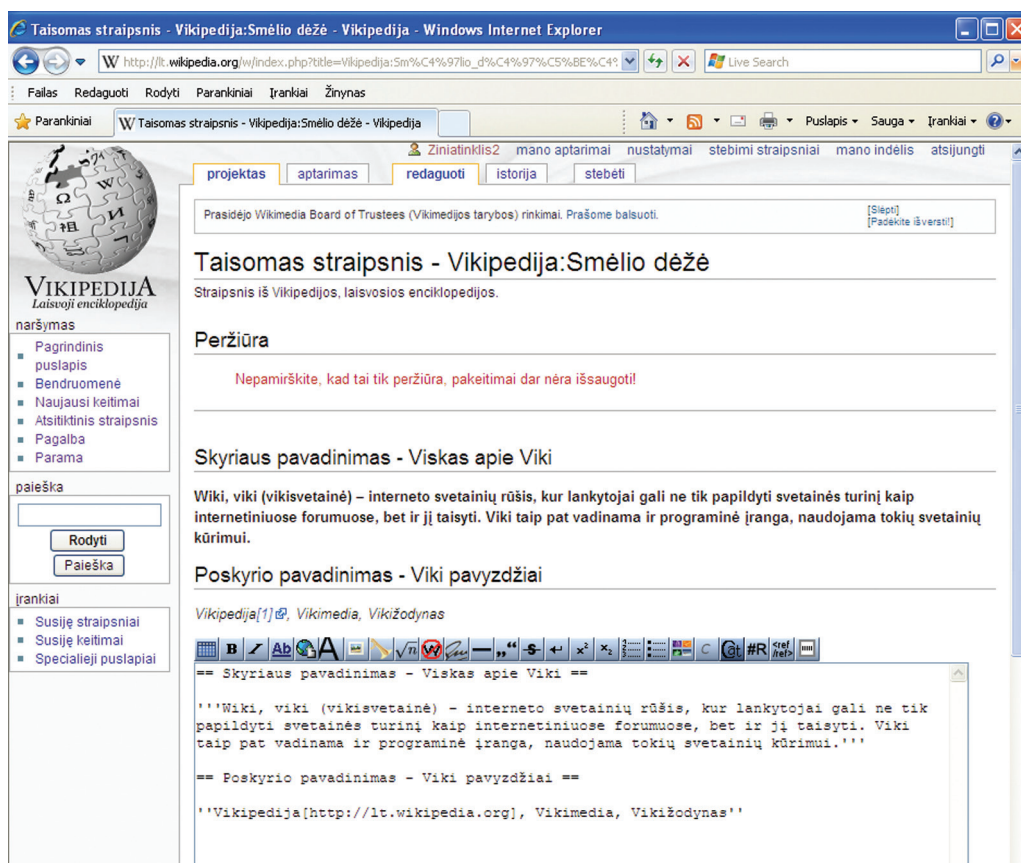 Taisomas straipsnis - Vikipedija:Smėlio dėžė - Vikipedija - Windows Internet Explorer
http://lt.wikipedia.org/w/index.php?title=Vikipedija:Sm%C4%97lio_d%C4%97%C5%BE%C4%9 Live Search
Failas Redaguoti Rodyti Parankiniai Įrankiai Žinynas
Parankiniai Taisomas straipsnis - Vikipedija:Smėlio dėžė - Vikipedija Puslapis Sauga Įrankiai
Ziniatinklis2 mano aptarimai nustatymai stebimi straipsniai mano indėlis atsijungti
projektas aptarimas redaguoti istorija stebėti
Prasidėjo Wikimedia Board of Trustees (Vikimedijos tarybos) rinkimai. Prašome balsuoti.
[Slėpti]
[Padėkite išversti!]
Taisomas straipsnis - Vikipedija:Smėlio dėžė
Straipsnis iš Vikipedijos, laisvosios enciklopedijos.
VIKIPEDIJA
Laisvoji enciklopedija
naršymas
Pagrindinis
puslapis
Bendruomenė
Naujausi keitimai
Atsitiktinis straipsnis
Pagalba
Parama
paieška
Rodyti
Paieška
įrankiai
Susiję straipsniai
Susiję keitimai
Specialieji puslapiai
Peržiūra
Nepamirškite, kad tai tik peržiūra, pakeitimai dar nėra išsaugoti!
Skyriaus pavadinimas - Viskas apie Viki
Wiki, viki (vikisvetainė) – interneto svetainių rūšis, kur lankytojai gali ne tik papildyti svetainės turinį kaip
internetiniuose forumuose, bet ir jį taisyti. Viki taip pat vadinama ir programinė įranga, naudojama tokių svetainių
kūrimui.
Poskyrio pavadinimas - Viki pavyzdžiai
Vikipedija[1], Vikimedia, Vikižodynas
== Skyriaus pavadinimas - Viskas apie Viki ==
'''Wiki, viki (vikisvetainė) – interneto svetainių rūšis, kur lankytojai gali ne tik
papildyti svetainės turinį kaip internetiniuose forumuose, bet ir jį taisyti. Viki
taip pat vadinama ir programinė įranga, naudojama tokių svetainių kūrimui.'''
== Poskyrio pavadinimas - Viki pavyzdžiai ==
''Vikipedija[http://lt.wikipedia.org], Vikimedia, Vikižodynas''